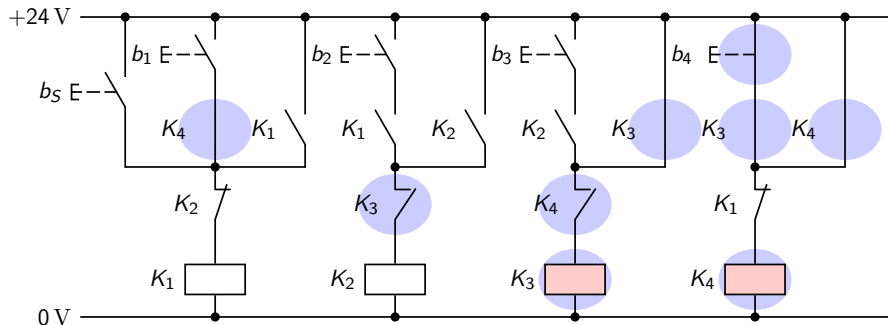 +24 V
b1 b2 b3 b4
bS K4 K1 K1 K2 K2 K3 K3 K4
K2 K3 K4 K1
K1 K2 K3 K4
0 V